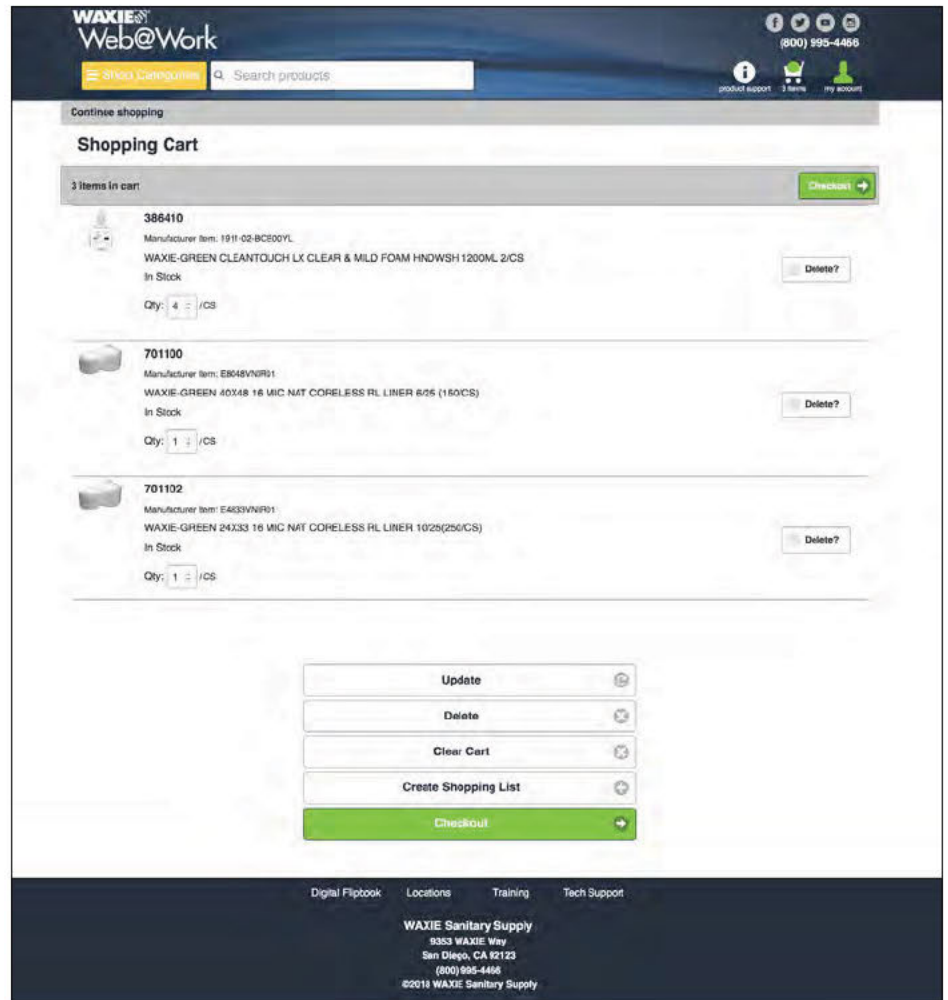 WAXIE
Web@Work
(800) 995-4466
Shop Categories
Search products
product support
3 items
my account
Continue shopping
Shopping Cart
3 items in cart
Checkout
386410
Manufacturer Item: 1911-02-BCE00YL
WAXIE-GREEN CLEANTOUCH LX CLEAR & MILD FOAM HNDWSH 1200ML 2/CS
In Stock
Delete?
Qty: 4 /CS
701100
Manufacturer Item: E8048VNIR01
WAXIE-GREEN 40X48 16 MIC NAT CORELESS RL LINER 6/25 (150/CS)
In Stock
Delete?
Qty: 1 /CS
701102
Manufacturer Item: E4833VNIR01
WAXIE-GREEN 24X33 16 MIC NAT CORELESS RL LINER 10/25(250/CS)
In Stock
Delete?
Qty: 1 /CS
Update
Delete
Clear Cart
Create Shopping List
Checkout
Digital Flipbook Locations Training Tech Support
WAXIE Sanitary Supply
9353 WAXIE Way
San Diego, CA 92123
(800) 995-4466
©2018 WAXIE Sanitary Supply